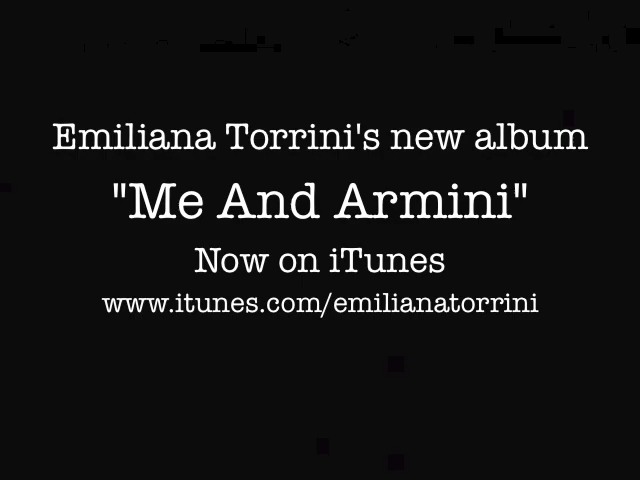 Emiliana Torrini's new album
"Me And Armini"
Now on iTunes
www.itunes.com/emilianatorrini